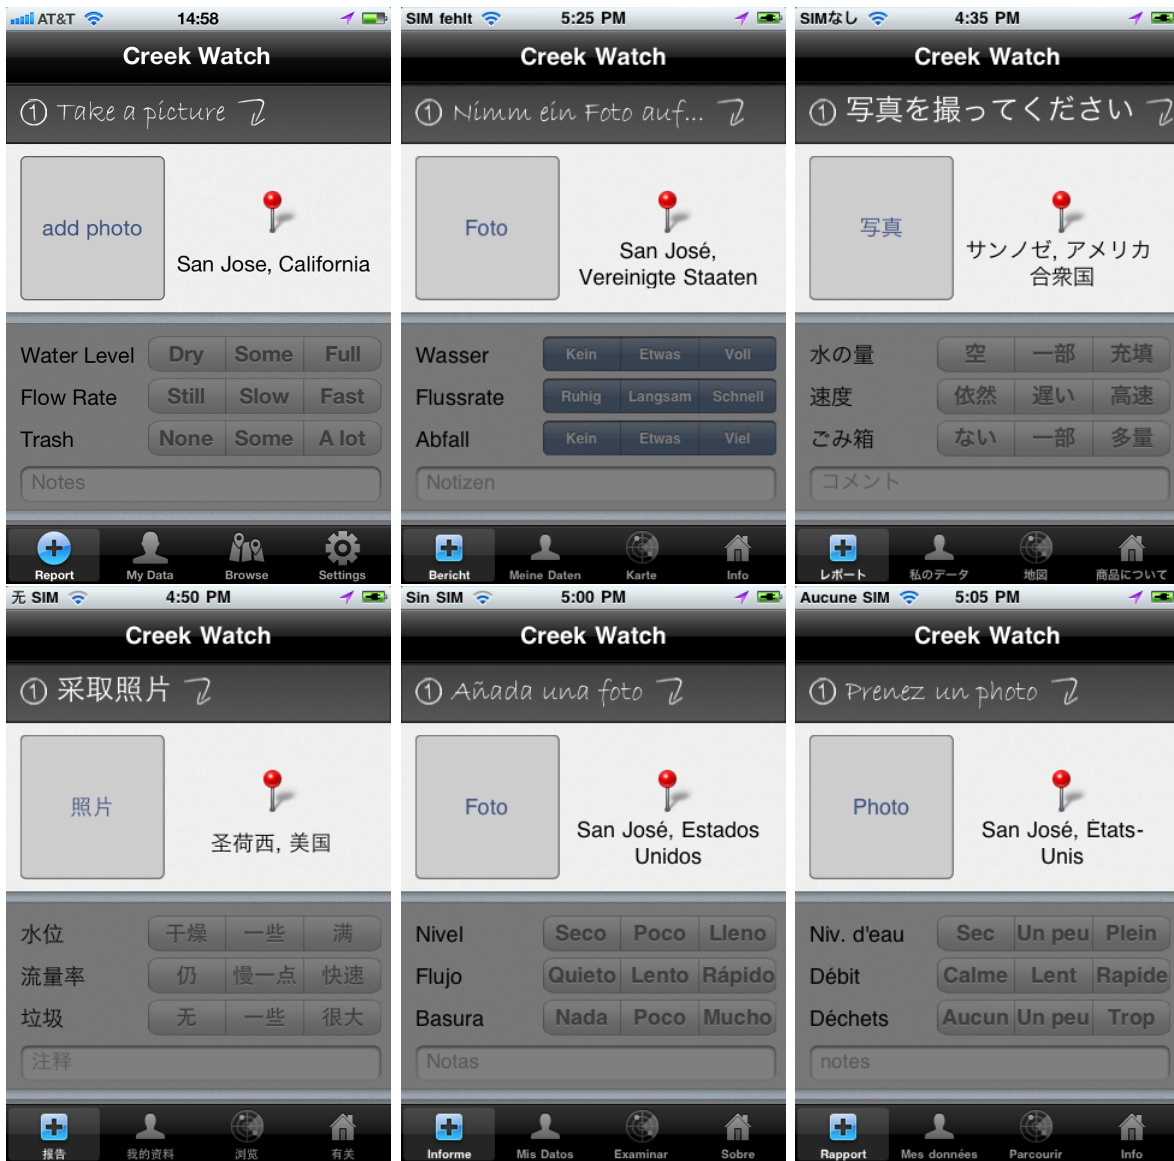 AT&T 14:58
Creek Watch
1 Take a picture
add photo
San Jose, California
Water Level Dry Some Full
Flow Rate Still Slow Fast
Trash None Some A lot
Notes
Report My Data Browse Settings
SIM fehlt 5:25 PM
Creek Watch
1 Nimm ein Foto auf...
Foto
San José,
Vereinigte Staaten
Wasser Kein Etwas Voll
Flussrate Ruhig Langsam Schnell
Abfall Kein Etwas Viel
Notizen
Bericht Meine Daten Karte Info
SIMなし 4:35 PM
Creek Watch
1 写真を撮ってください
写真
サンノゼ, アメリカ
合衆国
水の量 空 一部 充填
速度 依然 遅い 高速
ごみ箱 ない 一部 多量
コメント
レポート 私のデータ 地図 商品について
无 SIM 4:50 PM
Creek Watch
1 采取照片
照片
圣荷西, 美国
水位 干燥 一些 满
流量率 仍 慢一点 快速
垃圾 无 一些 很大
注释
报告 我的资料 浏览 有关
Sin SIM 5:00 PM
Creek Watch
1 Añada una foto
Foto
San José, Estados
Unidos
Nivel Seco Poco Lleno
Flujo Quieto Lento Rápido
Basura Nada Poco Mucho
Notas
Informe Mis Datos Examinar Sobre
Aucune SIM 5:05 PM
Creek Watch
1 Prenez un photo
Photo
San José, États-
Unis
Niv. d'eau Sec Un peu Plein
Débit Calme Lent Rapide
Déchets Aucun Un peu Trop
notes
Rapport Mes données Parcourir Info